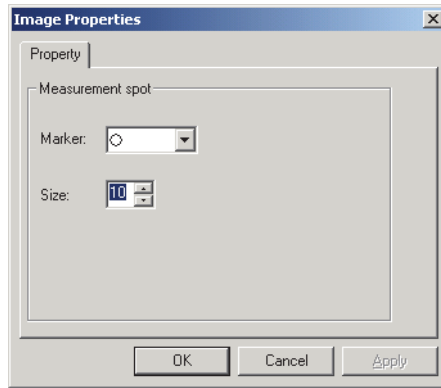 Image Properties
Property
Measurement spot
Marker:
Size: 10
OK Cancel Apply